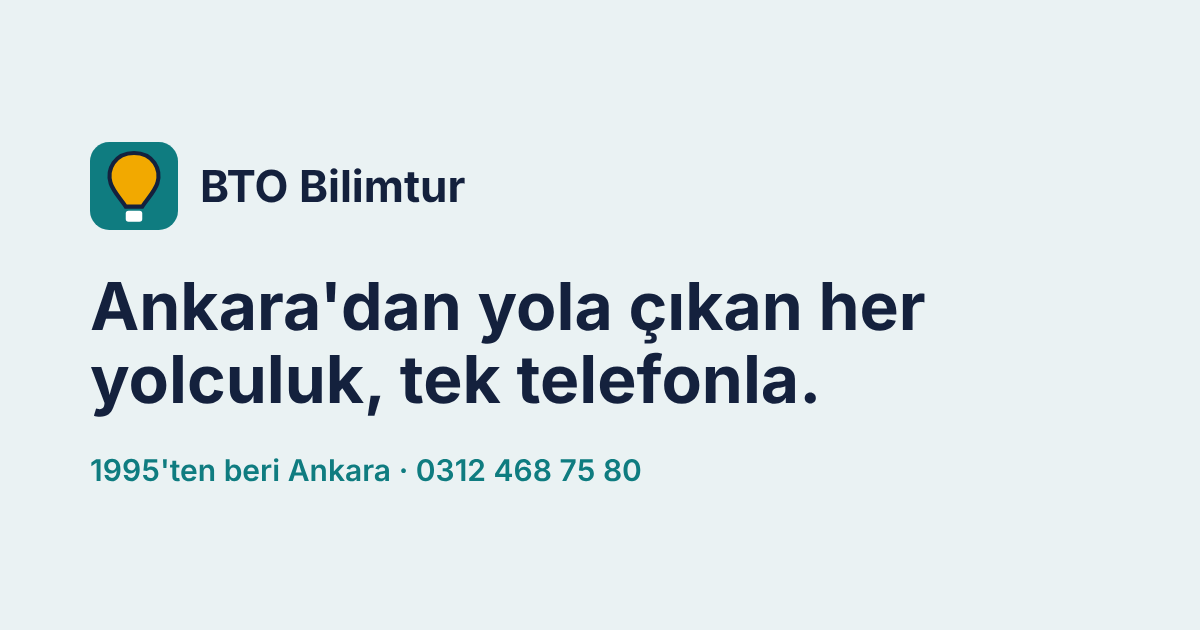 BTO Bilimtur
Ankara'dan yola çıkan her
yolculuk, tek telefonla.
1995'ten beri Ankara · 0312 468 75 80